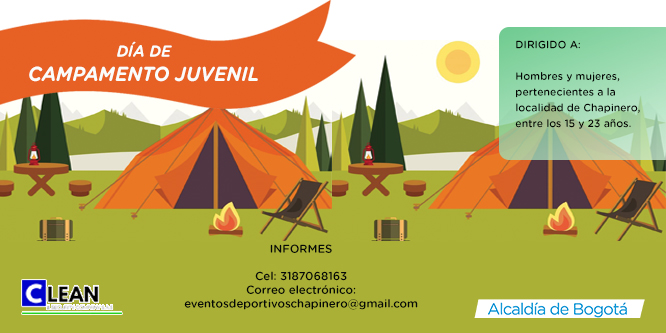 DÍA DE
CAMPAMENTO JUVENIL
DIRIGIDO A:
Hombres y mujeres,
pertenecientes a la
localidad de Chapinero,
entre los 15 y 23 años.
INFORMES
Cel: 3187068163
Correo electrónico:
eventosdeportivoschapinero@gmail.com
CLEAN
Alcaldía de Bogotá